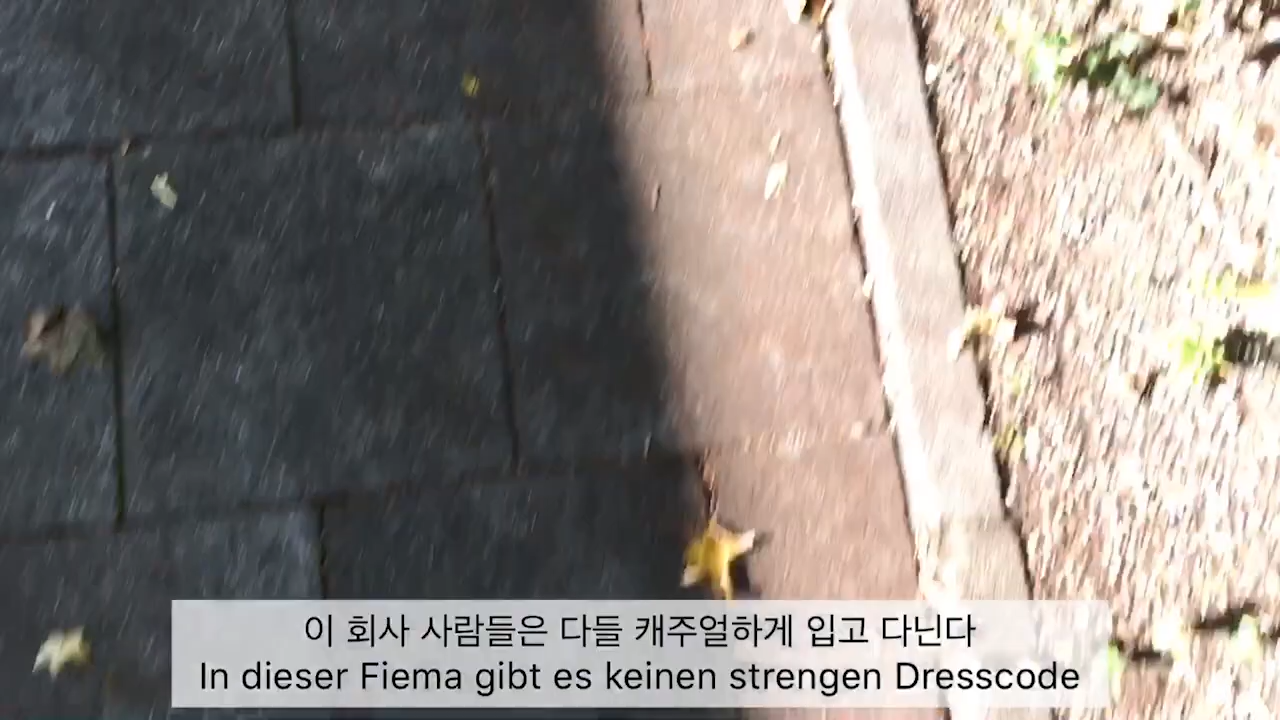 이 회사 사람들은 다들 캐주얼하게 입고 다닌다
In dieser Fiema gibt es keinen strengen Dresscode